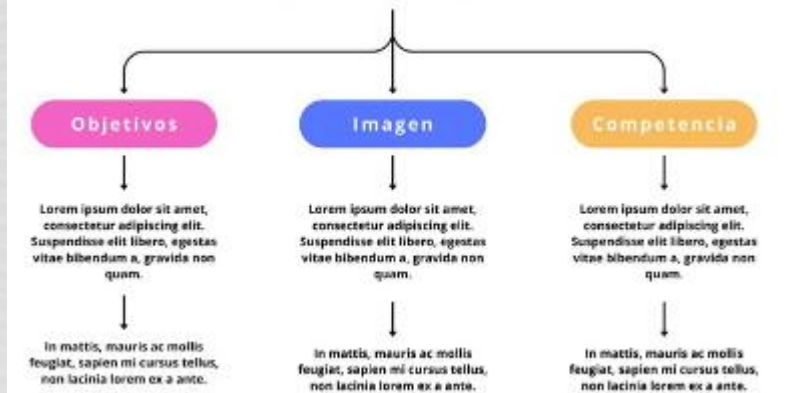 Objetivos
Lorem ipsum dolor sit amet,
consectetur adipiscing elit.
Suspendisse elit libero, egestas
vitae bibendum a, gravida non
quam.
In mattis, mauris ac mollis
feugiat, sapien mi cursus tellus,
non lacinia lorem ex a ante.
Imagen
Lorem ipsum dolor sit amet,
consectetur adipiscing elit.
Suspendisse elit libero, egestas
vitae bibendum a, gravida non
quam.
In mattis, mauris ac mollis
feugiat, sapien mi cursus tellus,
non lacinia lorem ex a ante.
Competencia
Lorem ipsum dolor sit amet,
consectetur adipiscing elit.
Suspendisse elit libero, egestas
vitae bibendum a, gravida non
quam.
In mattis, mauris ac mollis
feugiat, sapien mi cursus tellus,
non lacinia lorem ex a ante.